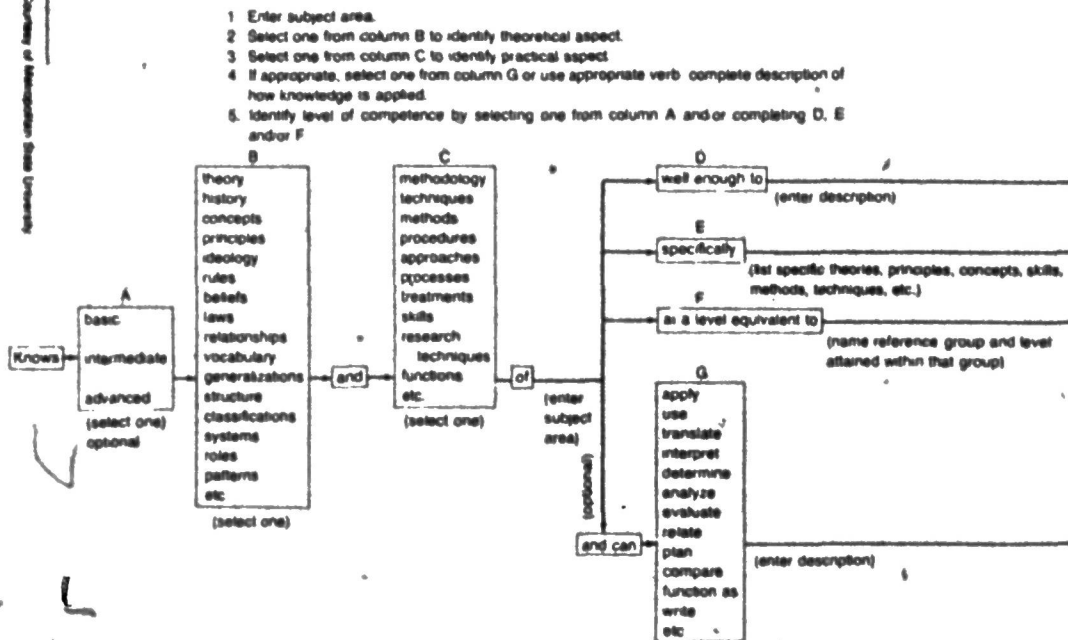 1 Enter subject area.
2 Select one from column B to identify theoretical aspect.
3 Select one from column C to identify practical aspect
4 If appropriate, select one from column G or use appropriate verb complete description of
how knowledge is applied.
5. Identify level of competence by selecting one from column A and/or completing D, E
and/or F
Courtesy of Metropolitan State University
Knows
A
basic
intermediate
advanced
(select one)
optional
B
theory
history
concepts
principles
ideology
rules
beliefs
laws
relationships
vocabulary
generalizations
structure
classifications
systems
roles
patterns
etc
(select one)
and
C
methodology
techniques
methods
procedures
approaches
processes
treatments
skills
research
techniques
functions
etc.
(select one)
of
(enter
subject
area)
(optional)
D
well enough to
(enter description)
E
specifically
(list specific theories, principles, concepts, skills,
methods, techniques, etc.)
F
at a level equivalent to
(name reference group and level
attained within that group)
and can
G
apply
use
translate
interpret
determine
analyze
evaluate
relate
plan
compare
function as
write
etc
(enter description)